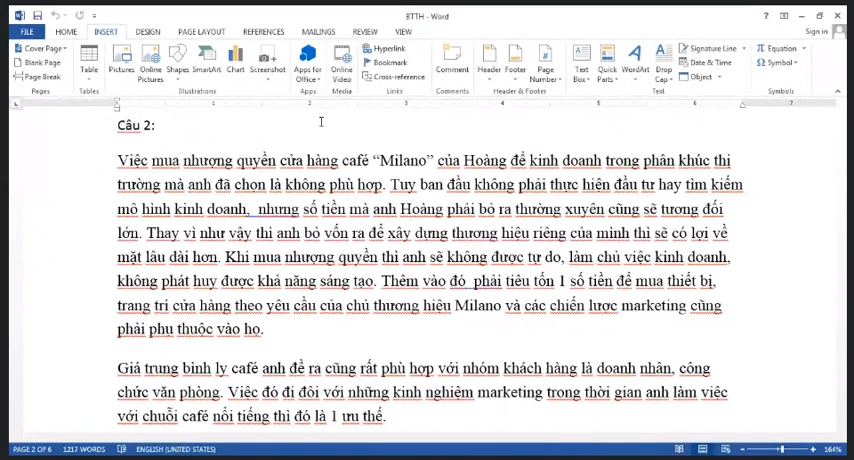 BTTH - Word
Sign in
FILE HOME INSERT DESIGN PAGE LAYOUT REFERENCES MAILINGS REVIEW VIEW
Cover Page
Blank Page
Page Break
Pages
Table
Tables
Pictures
Online Pictures
Shapes
SmartArt
Chart
Screenshot
Illustrations
Apps for Office
Apps
Online Video
Media
Hyperlink
Bookmark
Cross-reference
Links
Comment
Comments
Header
Footer
Page Number
Header & Footer
Text Box
Quick Parts
WordArt
Drop Cap
Signature Line
Date & Time
Object
Text
Equation
Symbol
Symbols
1 2 3 4 5 6 7
Câu 2:
Việc mua nhượng quyền cửa hàng café “Milano” của Hoàng để kinh doanh trong phân khúc thị
trường mà anh đã chọn là không phù hợp. Tuy ban đầu không phải thực hiện đầu tư hay tìm kiếm
mô hình kinh doanh, nhưng số tiền mà anh Hoàng phải bỏ ra thường xuyên cũng sẽ tương đối
lớn. Thay vì như vậy thì anh bỏ vốn ra để xây dựng thương hiệu riêng của mình thì sẽ có lợi về
mặt lâu dài hơn. Khi mua nhượng quyền thì anh sẽ không được tự do, làm chủ việc kinh doanh,
không phát huy được khả năng sáng tạo. Thêm vào đó phải tiêu tốn 1 số tiền để mua thiết bị,
trang trí cửa hàng theo yêu cầu của chủ thương hiệu Milano và các chiến lược marketing cũng
phải phụ thuộc vào họ.
Giá trung bình ly café anh đề ra cũng rất phù hợp với nhóm khách hàng là doanh nhân, công
chức văn phòng. Việc đó đi đôi với những kinh nghiệm marketing trong thời gian anh làm việc
với chuỗi café nổi tiếng thì đó là 1 ưu thế.
PAGE 2 OF 6 1217 WORDS ENGLISH (UNITED STATES) 164%